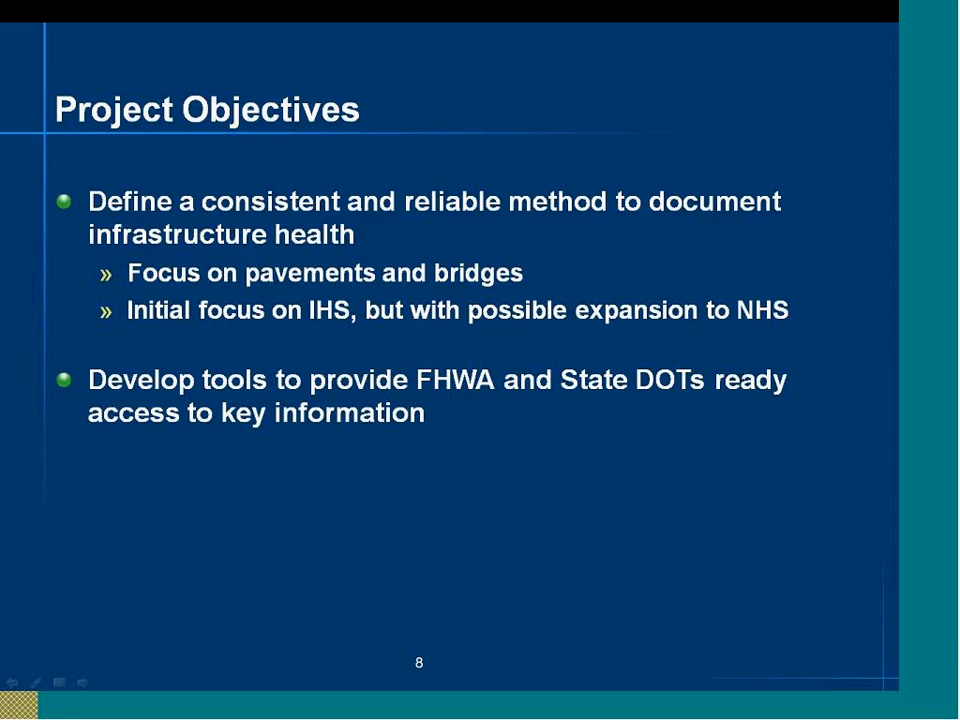 Project Objectives
Define a consistent and reliable method to document
infrastructure health
» Focus on pavements and bridges
» Initial focus on IHS, but with possible expansion to NHS
Develop tools to provide FHWA and State DOTs ready
access to key information
8